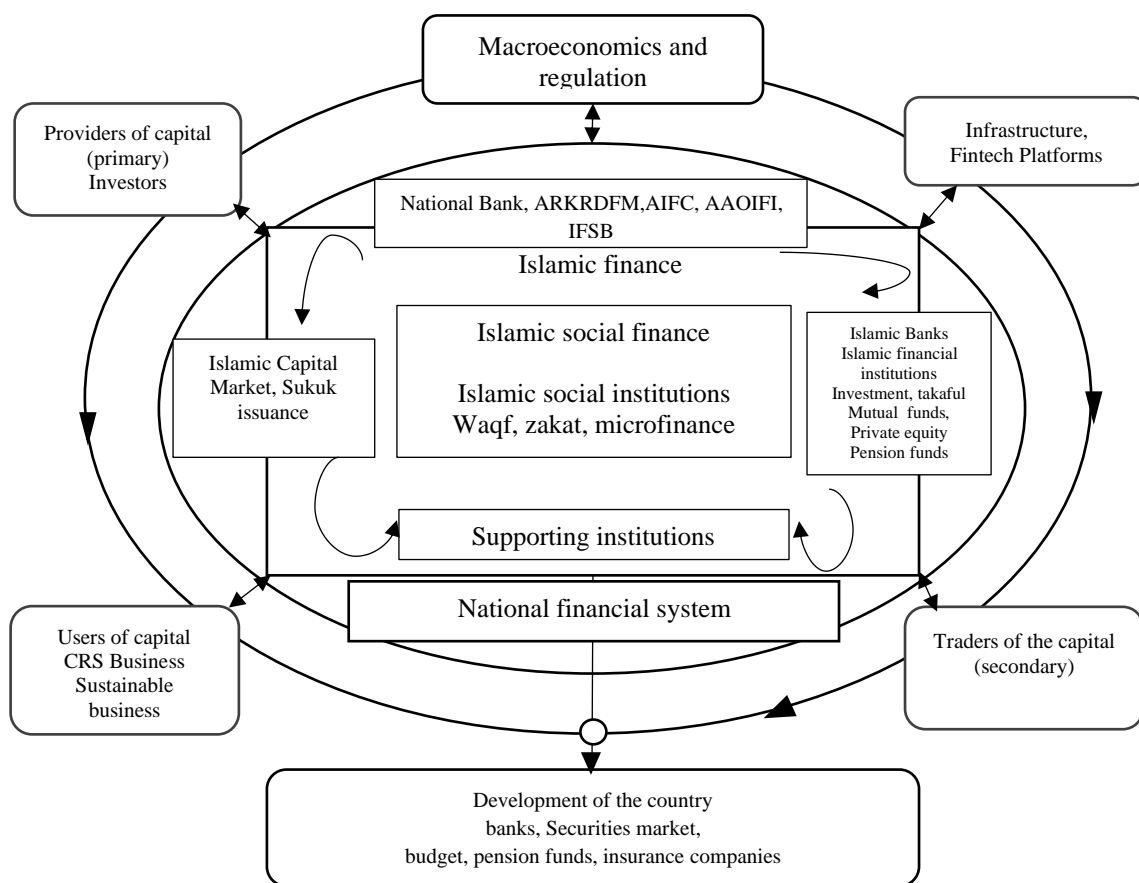 Macroeconomics and
regulation
Providers of capital
(primary)
Investors
Infrastructure,
Fintech Platforms
National Bank, ARKRDFM,AIFC, AAOIFI,
IFSB
Islamic finance
Islamic Capital
Market, Sukuk
issuance
Islamic social finance
Islamic social institutions
Waqf, zakat, microfinance
Islamic Banks
Islamic financial
institutions
Investment, takaful
Mutual funds,
Private equity
Pension funds
Supporting institutions
National financial system
Users of capital
CRS Business
Sustainable
business
Traders of the capital
(secondary)
Development of the country
banks, Securities market,
budget, pension funds, insurance companies